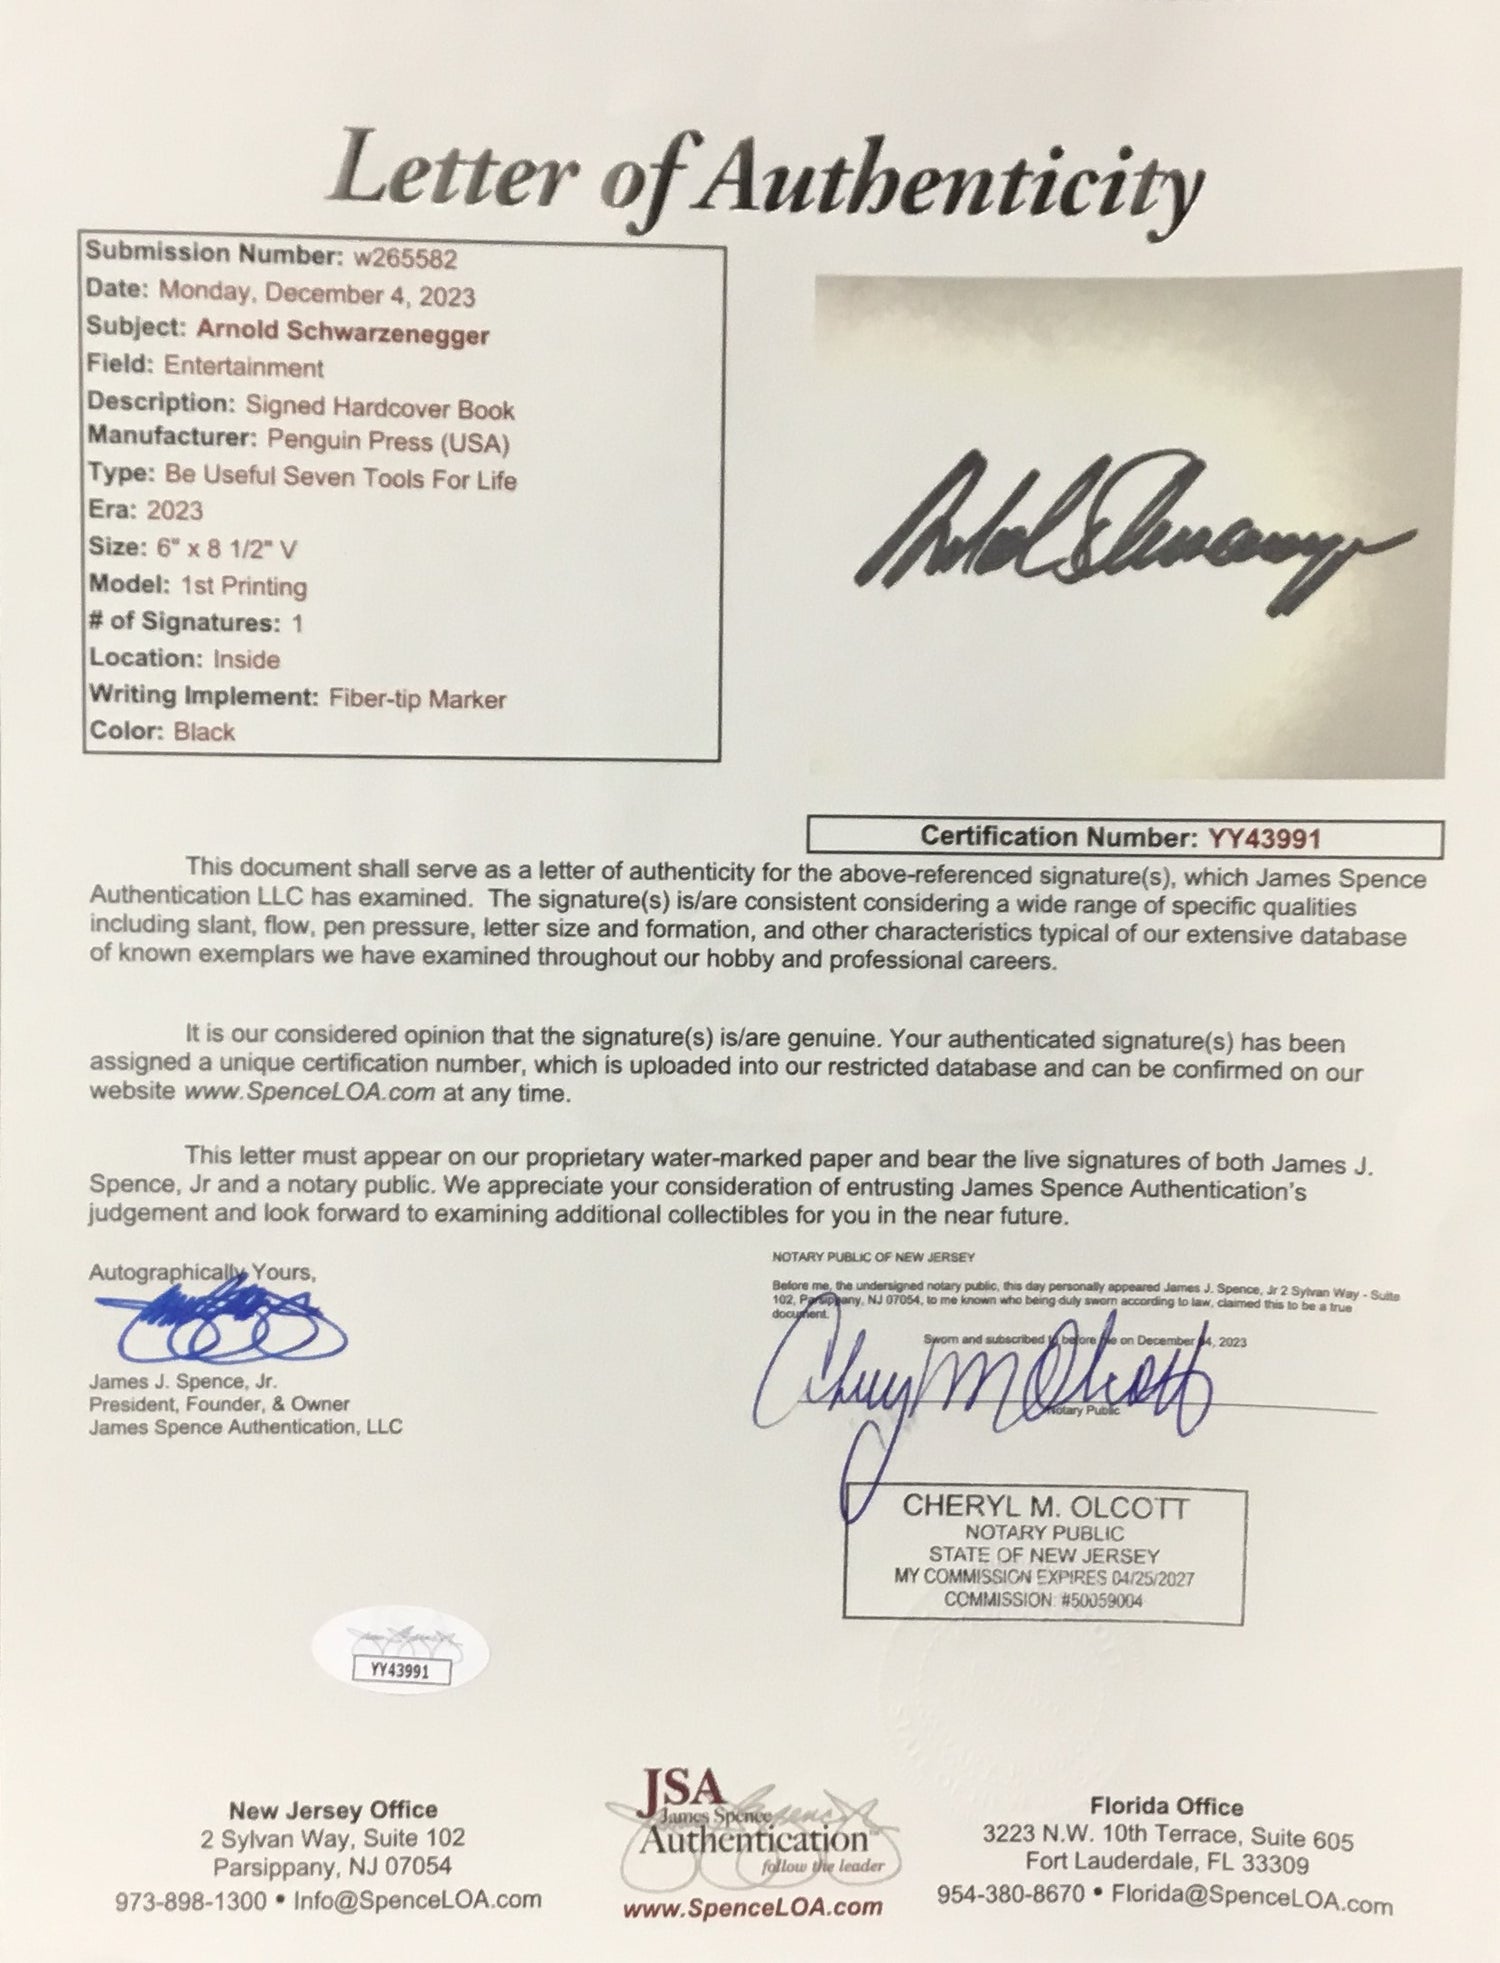 Letter of Authenticity
Submission Number: w265582
Date: Monday, December 4, 2023
Subject: Arnold Schwarzenegger
Field: Entertainment
Description: Signed Hardcover Book
Manufacturer: Penguin Press (USA)
Type: Be Useful Seven Tools For Life
Era: 2023
Size: 6" x 8 1/2" V
Model: 1st Printing
# of Signatures: 1
Location: Inside
Writing Implement: Fiber-tip Marker
Color: Black
Certification Number: YY43991
This document shall serve as a letter of authenticity for the above-referenced signature(s), which James Spence
Authentication LLC has examined. The signature(s) is/are consistent considering a wide range of specific qualities
including slant, flow, pen pressure, letter size and formation, and other characteristics typical of our extensive database
of known exemplars we have examined throughout our hobby and professional careers.
It is our considered opinion that the signature(s) is/are genuine. Your authenticated signature(s) has been
assigned a unique certification number, which is uploaded into our restricted database and can be confirmed on our
website www.SpenceLOA.com at any time.
This letter must appear on our proprietary water-marked paper and bear the live signatures of both James J.
Spence, Jr and a notary public. We appreciate your consideration of entrusting James Spence Authentication's
judgement and look forward to examining additional collectibles for you in the near future.
Autographically Yours,
James J. Spence, Jr.
President, Founder, & Owner
James Spence Authentication, LLC
NOTARY PUBLIC OF NEW JERSEY
Before me, the undersigned notary public, this day personally appeared James J. Spence, Jr 2 Sylvan Way - Suite
102, Parsippany, NJ 07054, to me known who being duly sworn according to law, claimed this to be a true
document.
Sworn and subscribed to before me on December 04, 2023
Cheryl M Olcott
Notary Public
CHERYL M. OLCOTT
NOTARY PUBLIC
STATE OF NEW JERSEY
MY COMMISSION EXPIRES 04/25/2027
COMMISSION: #50059004
YY43991
New Jersey Office
2 Sylvan Way, Suite 102
Parsippany, NJ 07054
973-898-1300 • Info@SpenceLOA.com
JSA
James Spence
Authentication
follow the leader
www.SpenceLOA.com
Florida Office
3223 N.W. 10th Terrace, Suite 605
Fort Lauderdale, FL 33309
954-380-8670 • Florida@SpenceLOA.com